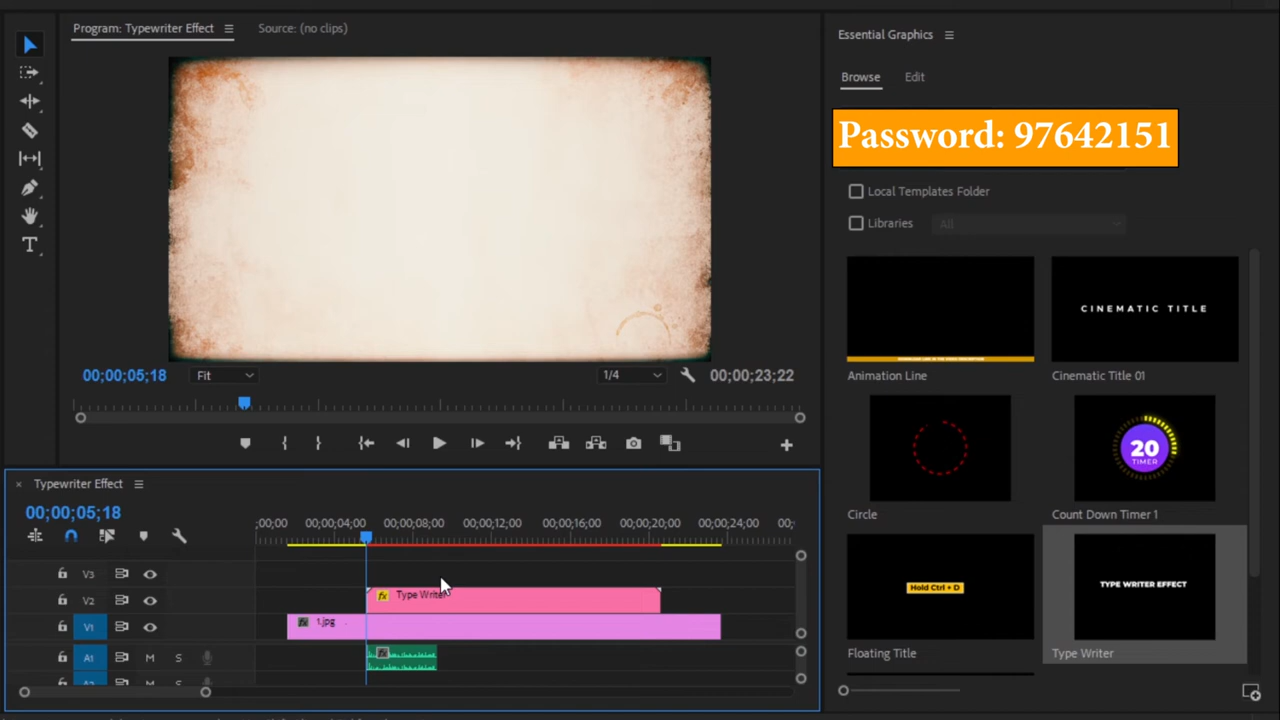 Program: Typewriter Effect
Source: (no clips)
00;00;05;18
Fit
1/4
00;00;23;22
Typewriter Effect
00;00;05;18
;00;00
00;00;04;00
00;00;08;00
00;00;12;00
00;00;16;00
00;00;20;00
00;00;24;00
00;
V3
V2
fx
Type Writer
V1
fx
1.jpg
A1
M
S
fx
Essential Graphics
Browse
Edit
Password: 97642151
Local Templates Folder
Libraries
All
CINEMATIC TITLE
Animation Line
Cinematic Title 01
20
TIMER
Circle
Count Down Timer 1
Hold Ctrl + D
TYPE WRITER EFFECT
Floating Title
Type Writer